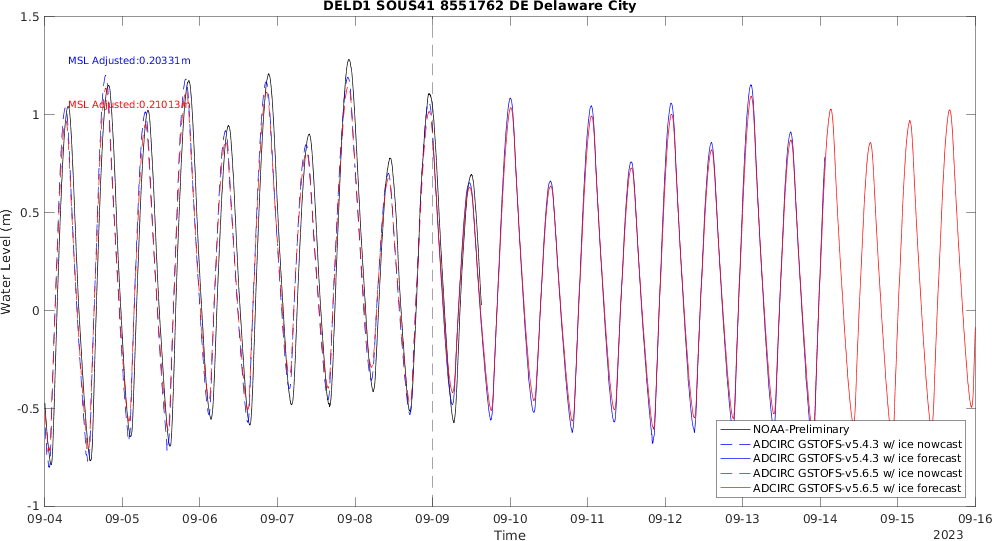 DELD1 SOUS41 8551762 DE Delaware City
1.5
1
0.5
0
-0.5
-1
Water Level (m)
MSL Adjusted:0.20331m
MSL Adjusted:0.21013m
NOAA-Preliminary
ADCIRC GSTOFS-v5.4.3 w/ ice nowcast
ADCIRC GSTOFS-v5.4.3 w/ ice forecast
ADCIRC GSTOFS-v5.6.5 w/ ice nowcast
ADCIRC GSTOFS-v5.6.5 w/ ice forecast
09-04 09-05 09-06 09-07 09-08 09-09 09-10 09-11 09-12 09-13 09-14 09-15 09-16
Time
2023